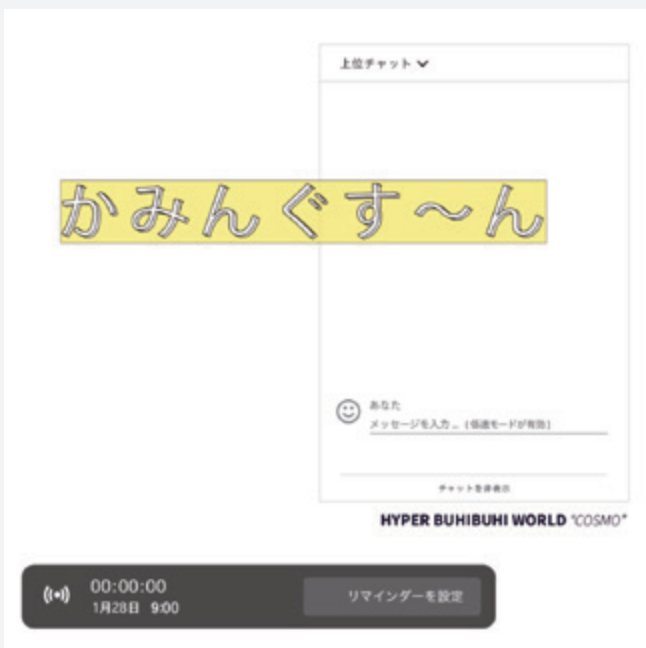 上位チャット
かみんぐす〜ん
あなた
メッセージを入力... (低速モードが有効)
チャットを非表示
HYPER BUHIBUHI WORLD "COSMO"
00:00:00
1月28日 9:00
リマインダーを設定